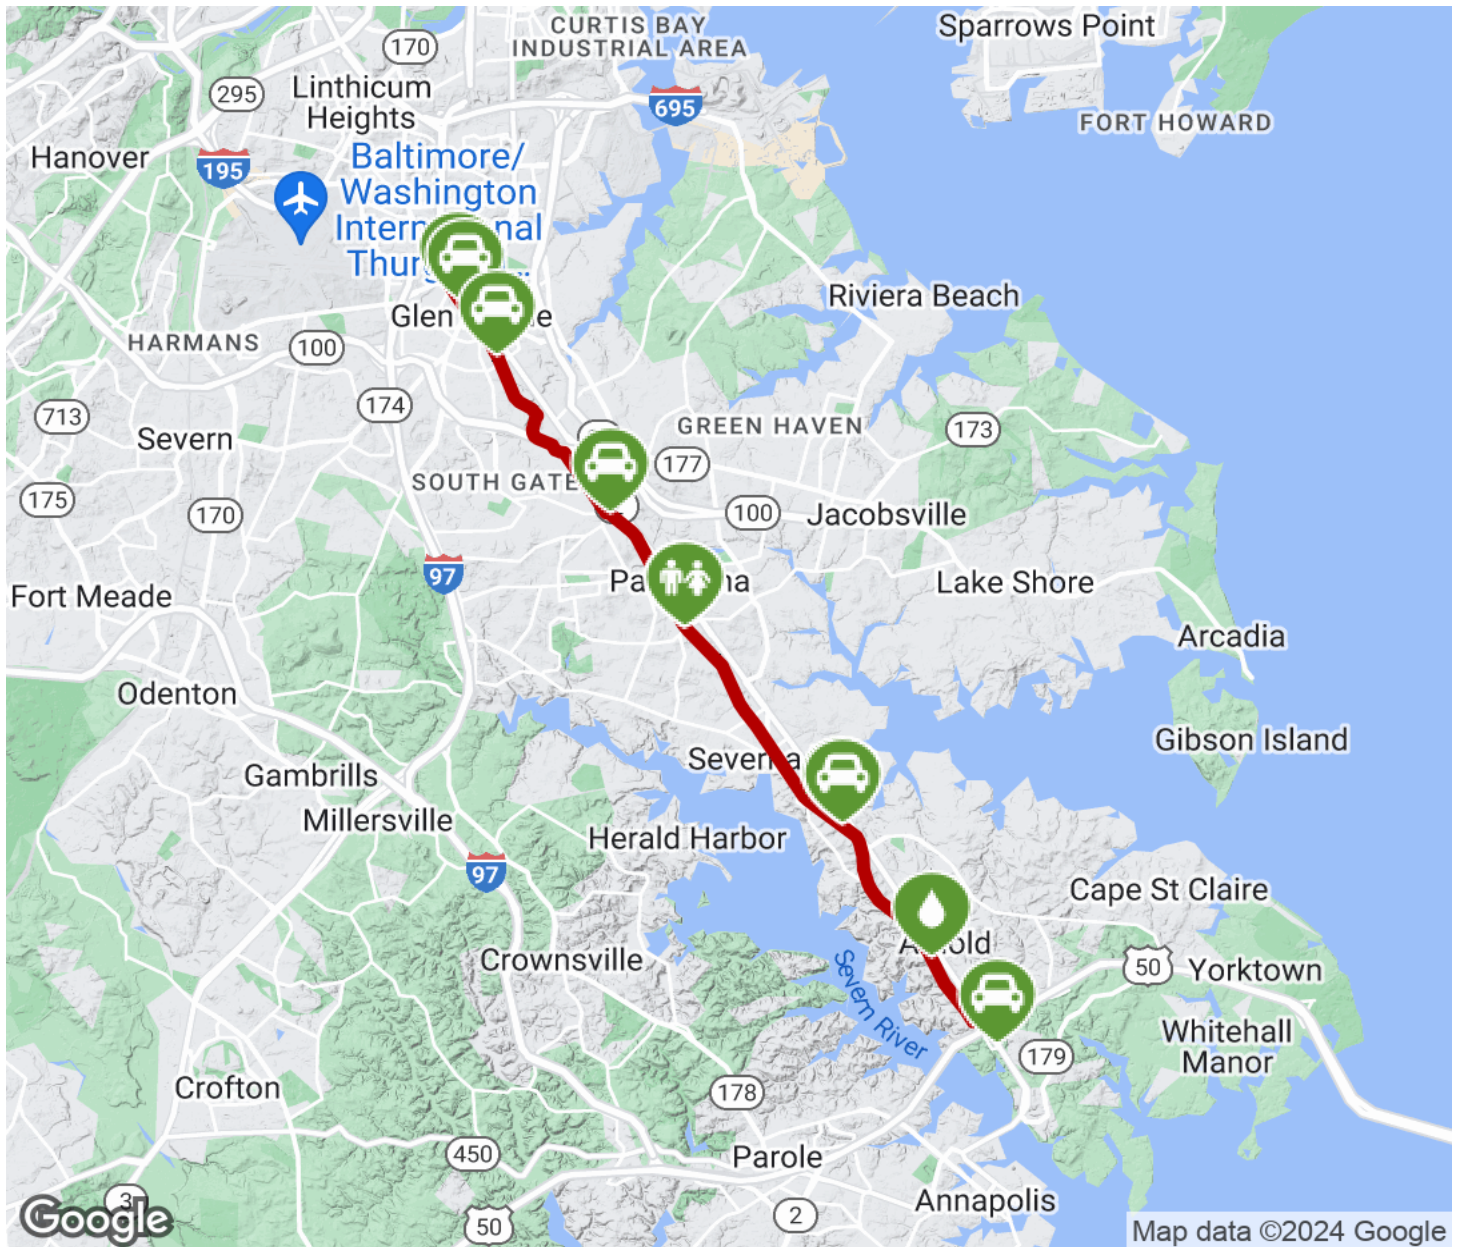 CURTIS BAY
INDUSTRIAL AREA
Sparrows Point
170
Linthicum
Heights
295
695
FORT HOWARD
Hanover
195
Baltimore/
Washington
Glen
Riviera Beach
HARMANS
100
174
713
Severn
GREEN HAVEN
173
177
SOUTH GATE
175
170
100
Jacobsville
97
Fort Meade
Lake Shore
Arcadia
Odenton
Gibson Island
Gambrills
Millersville
Herald Harbor
97
Cape St Claire
Crownsville
Severn River
50
Yorktown
Whitehall
Manor
179
Crofton
178
450
Parole
3
Annapolis
50
2
Google
Map data ©2024 Google